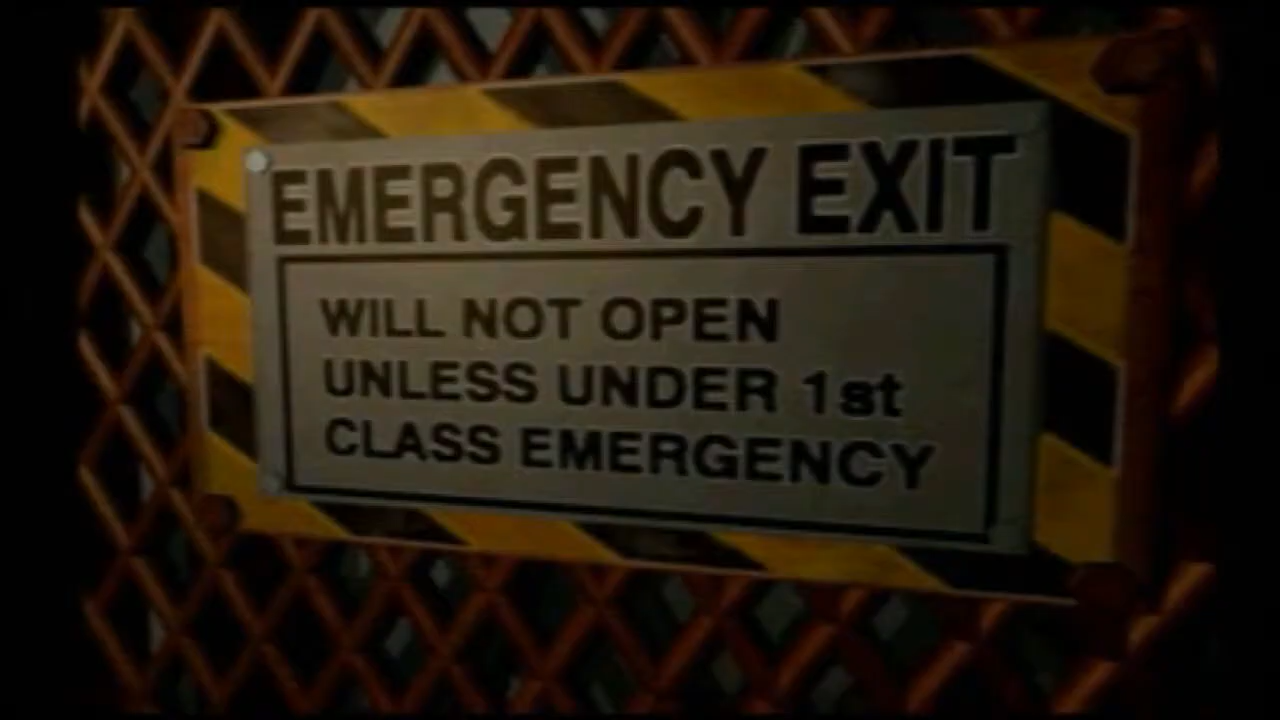 EMERGENCY EXIT
WILL NOT OPEN
UNLESS UNDER 1st
CLASS EMERGENCY